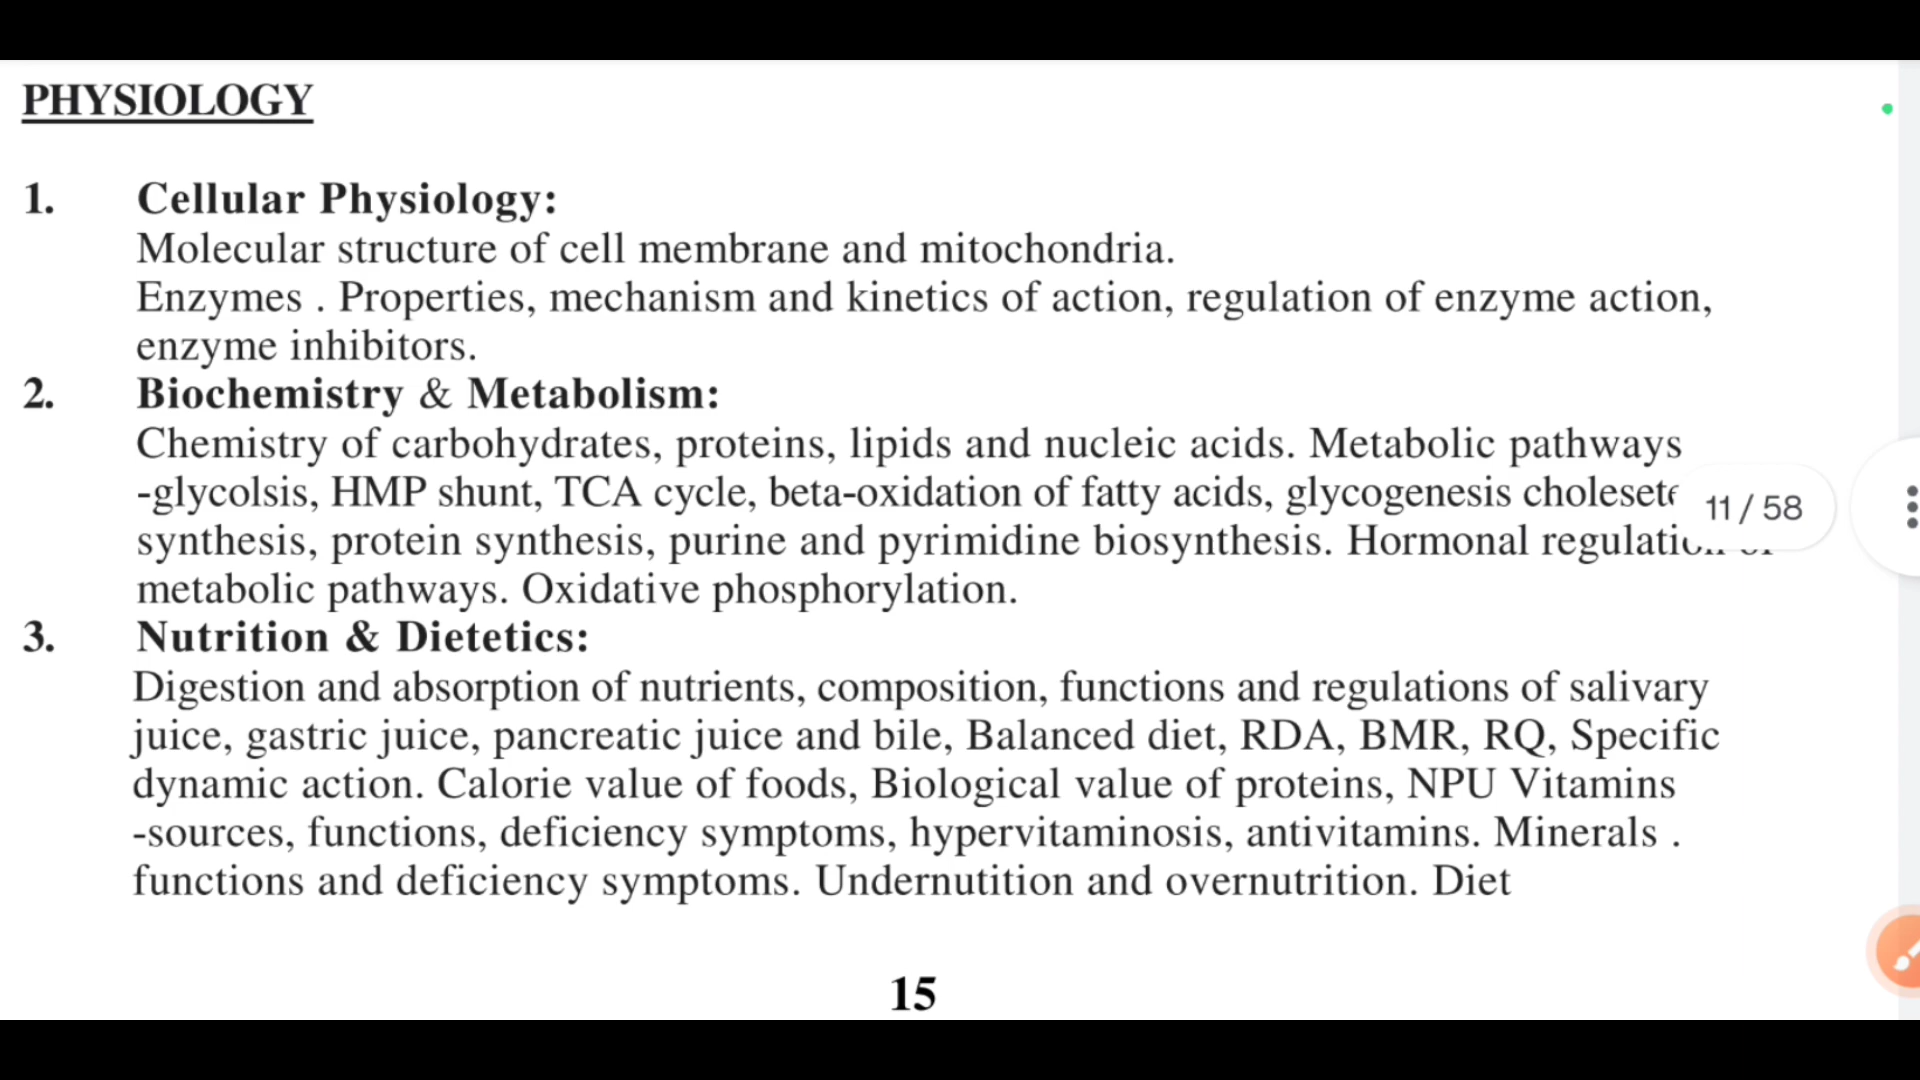 PHYSIOLOGY
1. Cellular Physiology:
Molecular structure of cell membrane and mitochondria.
Enzymes . Properties, mechanism and kinetics of action, regulation of enzyme action,
enzyme inhibitors.
2. Biochemistry & Metabolism:
Chemistry of carbohydrates, proteins, lipids and nucleic acids. Metabolic pathways
-glycolsis, HMP shunt, TCA cycle, beta-oxidation of fatty acids, glycogenesis
11 / 58
synthesis, protein synthesis, purine and pyrimidine biosynthesis. Hormonal
metabolic pathways. Oxidative phosphorylation.
3. Nutrition & Dietetics:
Digestion and absorption of nutrients, composition, functions and regulations of salivary
juice, gastric juice, pancreatic juice and bile, Balanced diet, RDA, BMR, RQ, Specific
dynamic action. Calorie value of foods, Biological value of proteins, NPU Vitamins
-sources, functions, deficiency symptoms, hypervitaminosis, antivitamins. Minerals .
functions and deficiency symptoms. Undernutition and overnutrition. Diet
15